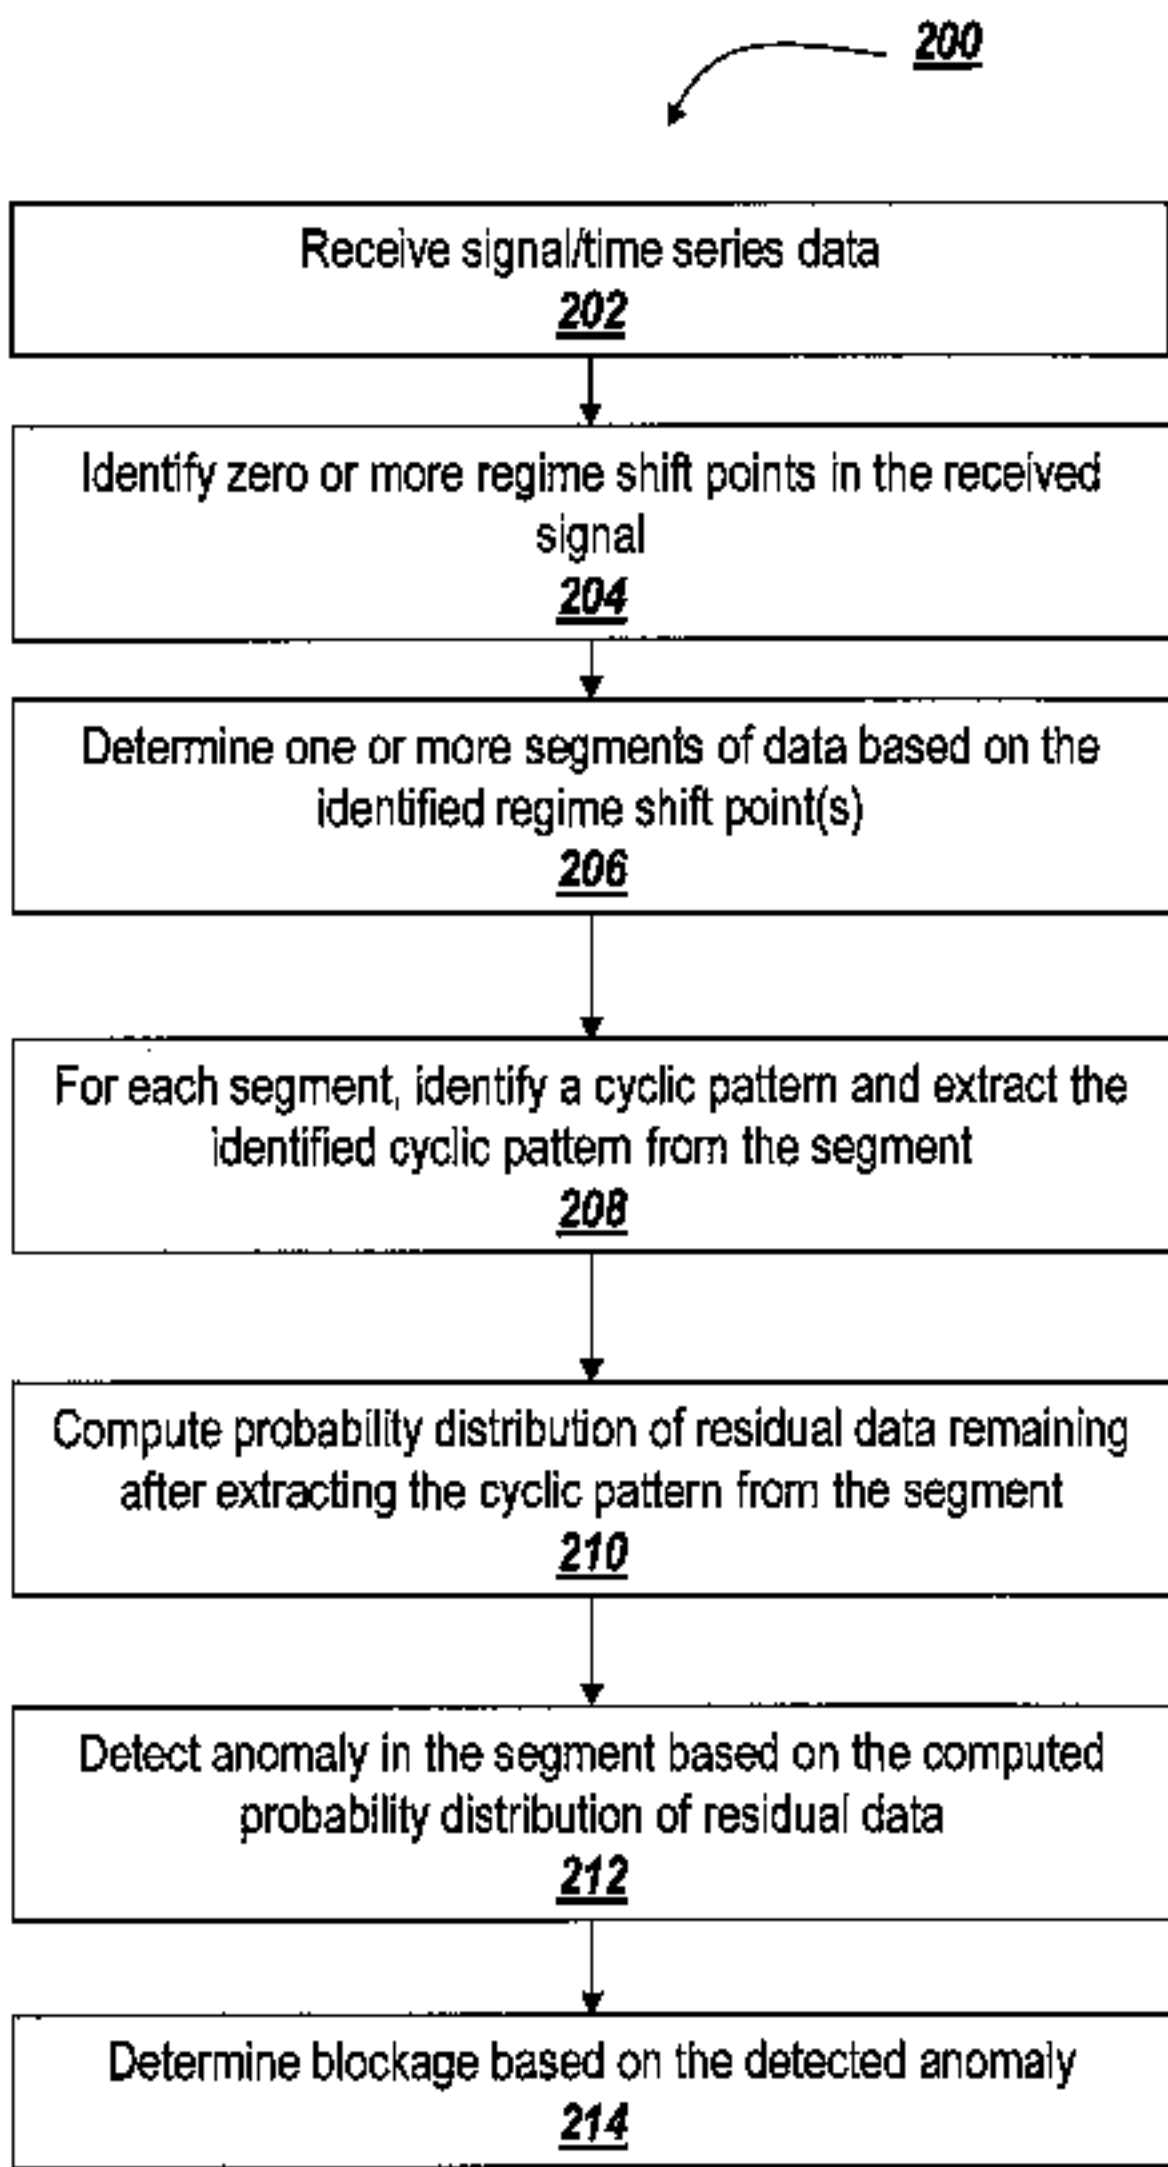 200
Receive signal/time series data
202
Identify zero or more regime shift points in the received
signal
204
Determine one or more segments of data based on the
identified regime shift point(s)
206
For each segment, identify a cyclic pattern and extract the
identified cyclic pattern from the segment
208
Compute probability distribution of residual data remaining
after extracting the cyclic pattern from the segment
210
Detect anomaly in the segment based on the computed
probability distribution of residual data
212
Determine blockage based on the detected anomaly
214